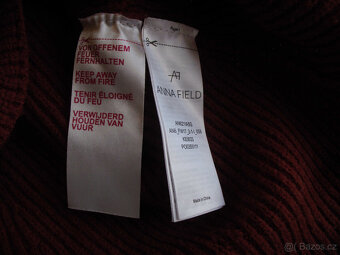 VOR OFFENEM
FEUER
FERNHALTEN
KEEP AWAY
FROM FIRE
TENIR ÉLOIGNÉ
DU FEU
VERWIJDERD
HOUDEN VAN
VUUR
ANNA FIELD
Made in China
Bazos.cz